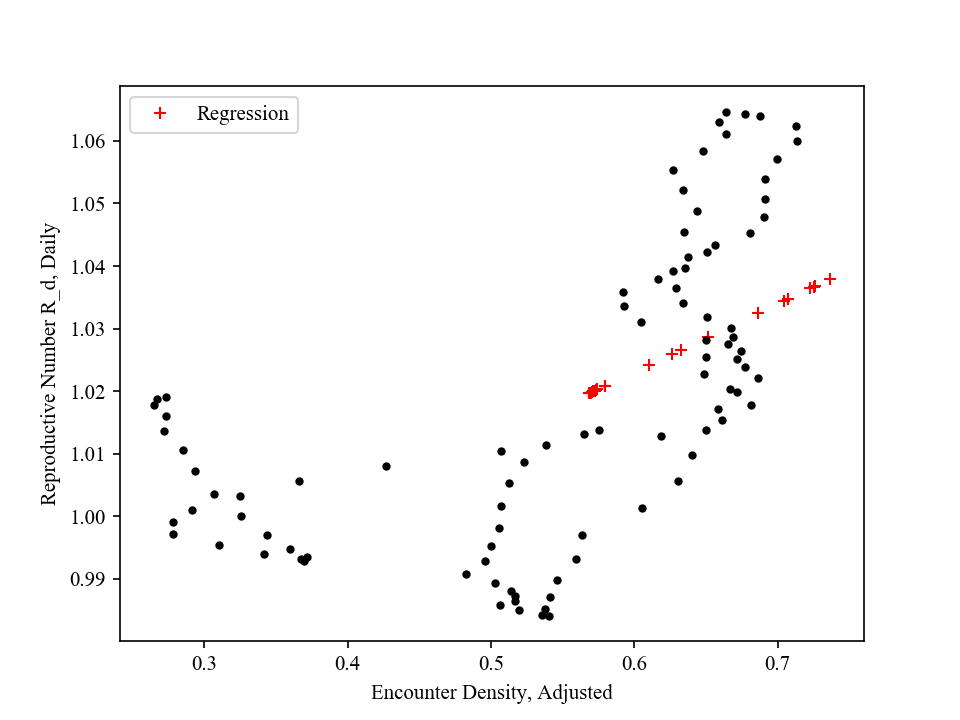 Regression
1.06
1.05
1.04
1.03
1.02
1.01
1.00
0.99
Reproductive Number R_d, Daily
0.3 0.4 0.5 0.6 0.7
Encounter Density, Adjusted